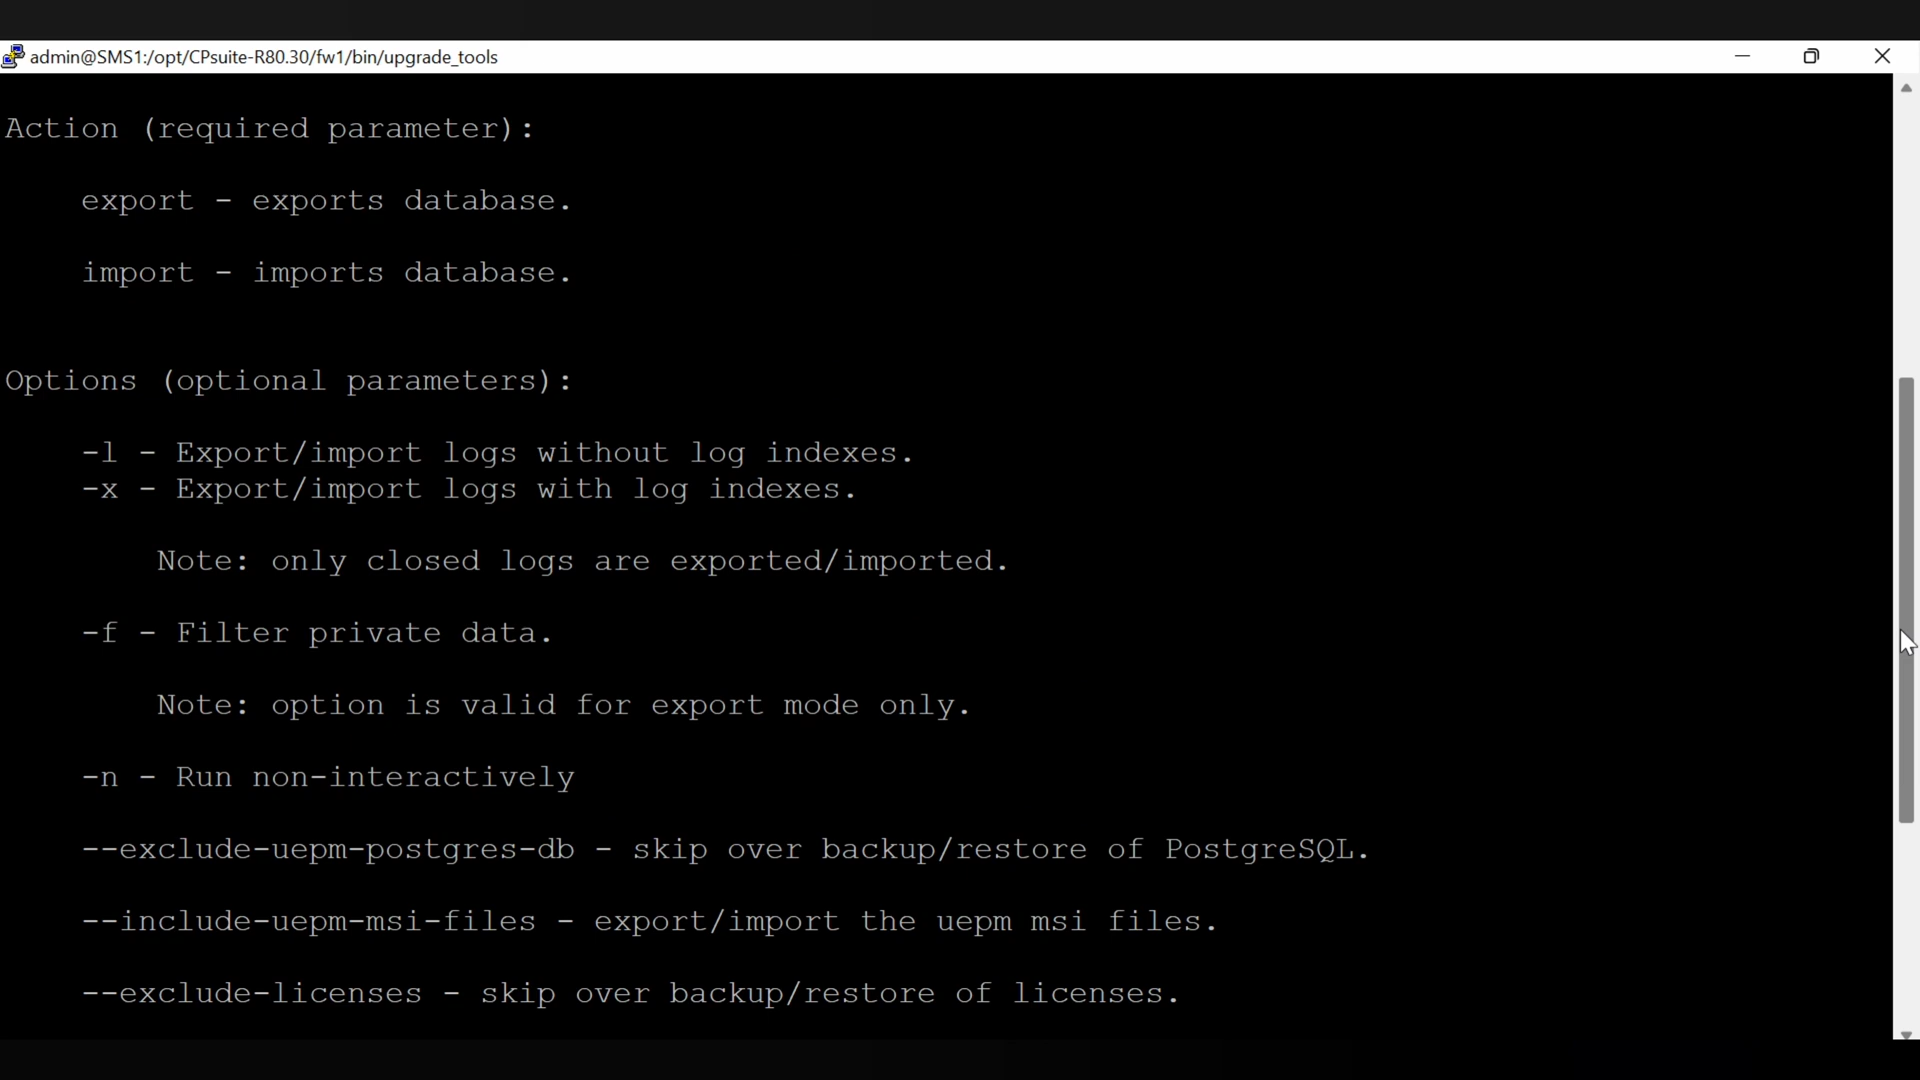 admin@SMS1:/opt/CPsuite-R80.30/fw1/bin/upgrade_tools
Action (required parameter):
export - exports database.
import - imports database.
Options (optional parameters):
-l - Export/import logs without log indexes.
-x - Export/import logs with log indexes.
Note: only closed logs are exported/imported.
-f - Filter private data.
Note: option is valid for export mode only.
-n - Run non-interactively
--exclude-uepm-postgres-db - skip over backup/restore of PostgreSQL.
--include-uepm-msi-files - export/import the uepm msi files.
--exclude-licenses - skip over backup/restore of licenses.